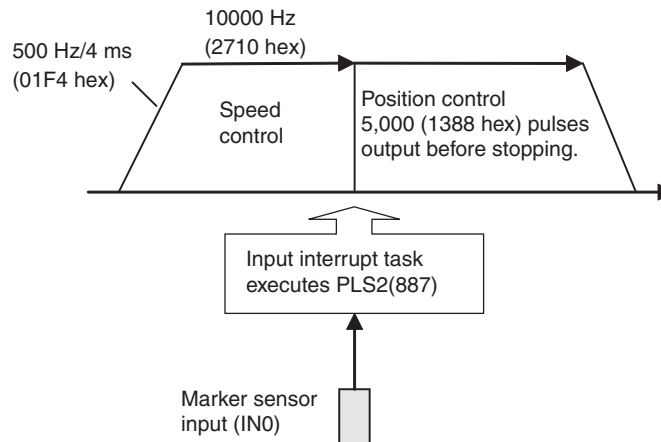 10000 Hz
(2710 hex)
500 Hz/4 ms
(01F4 hex)
Speed
control
Position control
5,000 (1388 hex) pulses
output before stopping.
Input interrupt task
executes PLS2(887)
Marker sensor
input (IN0)